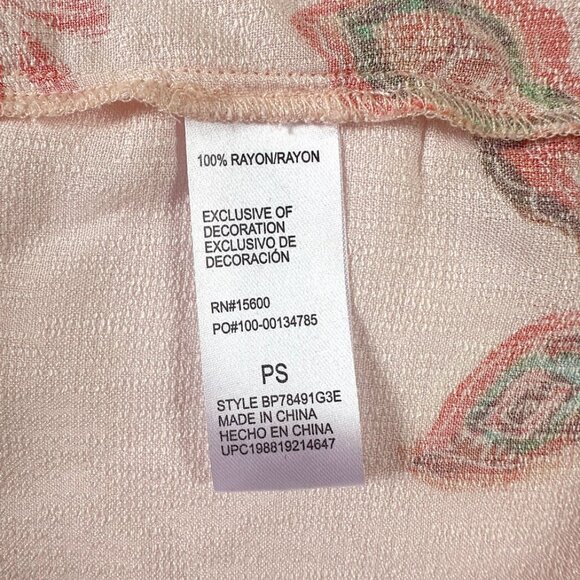 100% RAYON/RAYON
EXCLUSIVE OF
DECORATION
EXCLUSIVO DE
DECORACIÓN
RN#15600
PO#100-00134785
PS
STYLE BP78491G3E
MADE IN CHINA
HECHO EN CHINA
UPC198819214647